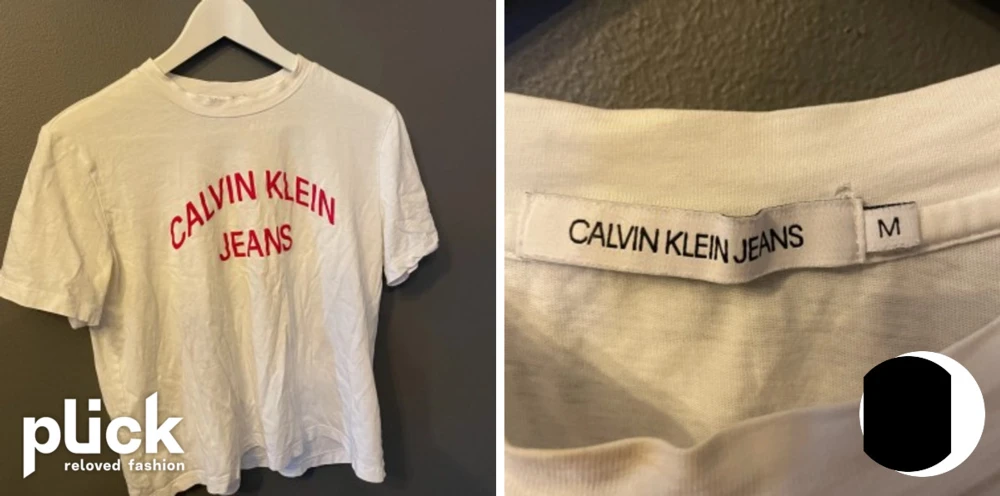 CALVIN KLEIN
JEANS
plick
reloved fashion
CALVIN KLEIN JEANS
M